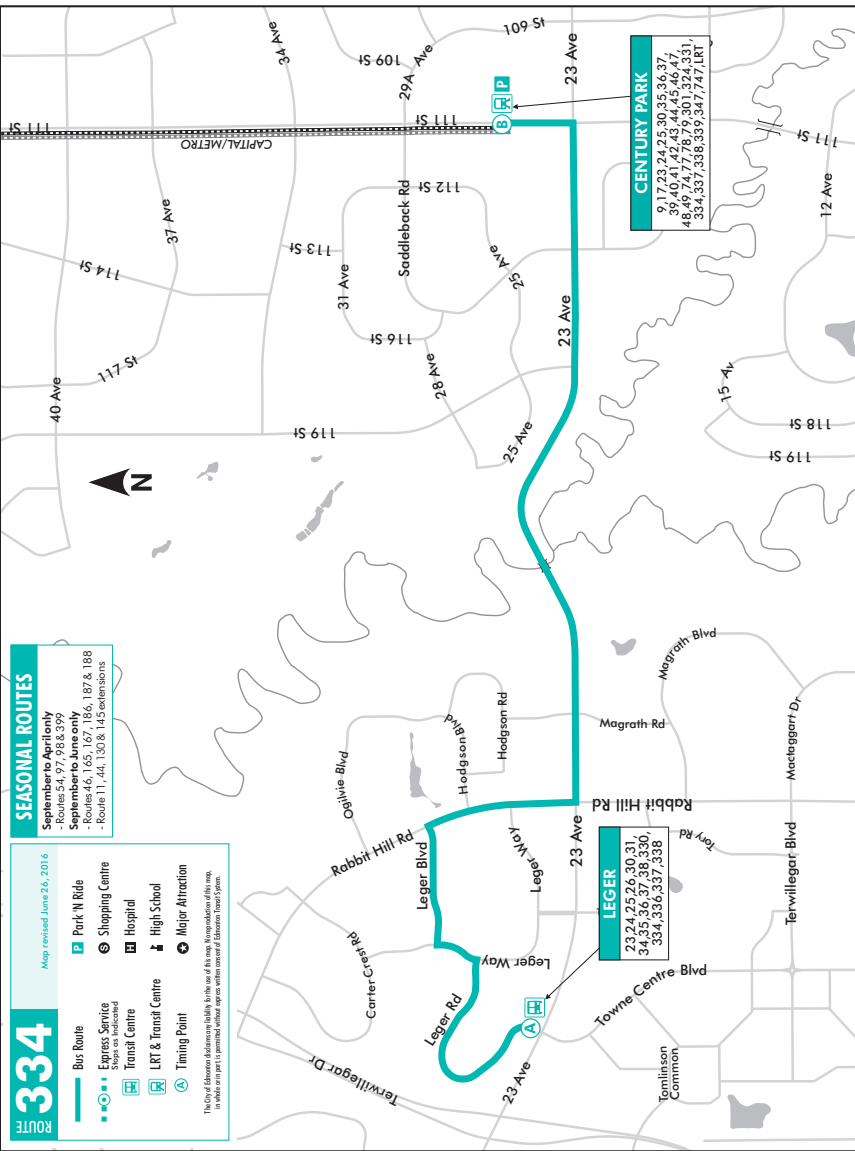 ROUTE 334
Map revised June 26, 2016
Bus Route
Express Service
Stops as Indicated
Transit Centre
LRT & Transit Centre
A Timing Point
P Park 'N Ride
S Shopping Centre
H Hospital
High School
Major Attraction
The City of Edmonton disclaims any liability for the use of this map. No reproduction of this map,
in whole or in part, is permitted without express written consent of Edmonton Transit System.
SEASONAL ROUTES
September to April only
- Routes 54, 97, 98 & 399
September to June only
- Routes 46, 165, 167, 186, 187 & 188
- Route 11, 44, 130 & 145 extensions
N
40 Ave
117 St
114 St
37 Ave
111 St
34 Ave
109 St
29A Ave
109 St
23 Ave
CAPITAL/METRO
111 St
B
P
113 St
31 Ave
Saddleback Rd
112 St
25 Ave
116 St
28 Ave
119 St
25 Ave
23 Ave
CENTURY PARK
9,17,23,24,25,30,35,36,37,
39,40,41,42,43,44,45,46,47,
48,49,74,77,78,79,301,324,331,
334,337,338,339,347,747,LRT
111 St
12 Ave
15 Av
118 St
119 St
Ogilvie Blvd
Hodgson Blvd
Hodgson Rd
Magrath Rd
Magrath Blvd
Mactaggart Dr
Rabbit Hill Rd
Rabbit Hill Rd
Leger Blvd
Leger Way
23 Ave
Tory Rd
Terwillegar Blvd
Carter Crest Rd
Leger Rd
Leger Way
A
LEGER
23,24,25,26,30,31,
34,35,36,37,38,330,
334,336,337,338
Towne Centre Blvd
Terwillegar Dr
23 Ave
Tomlinson
Common